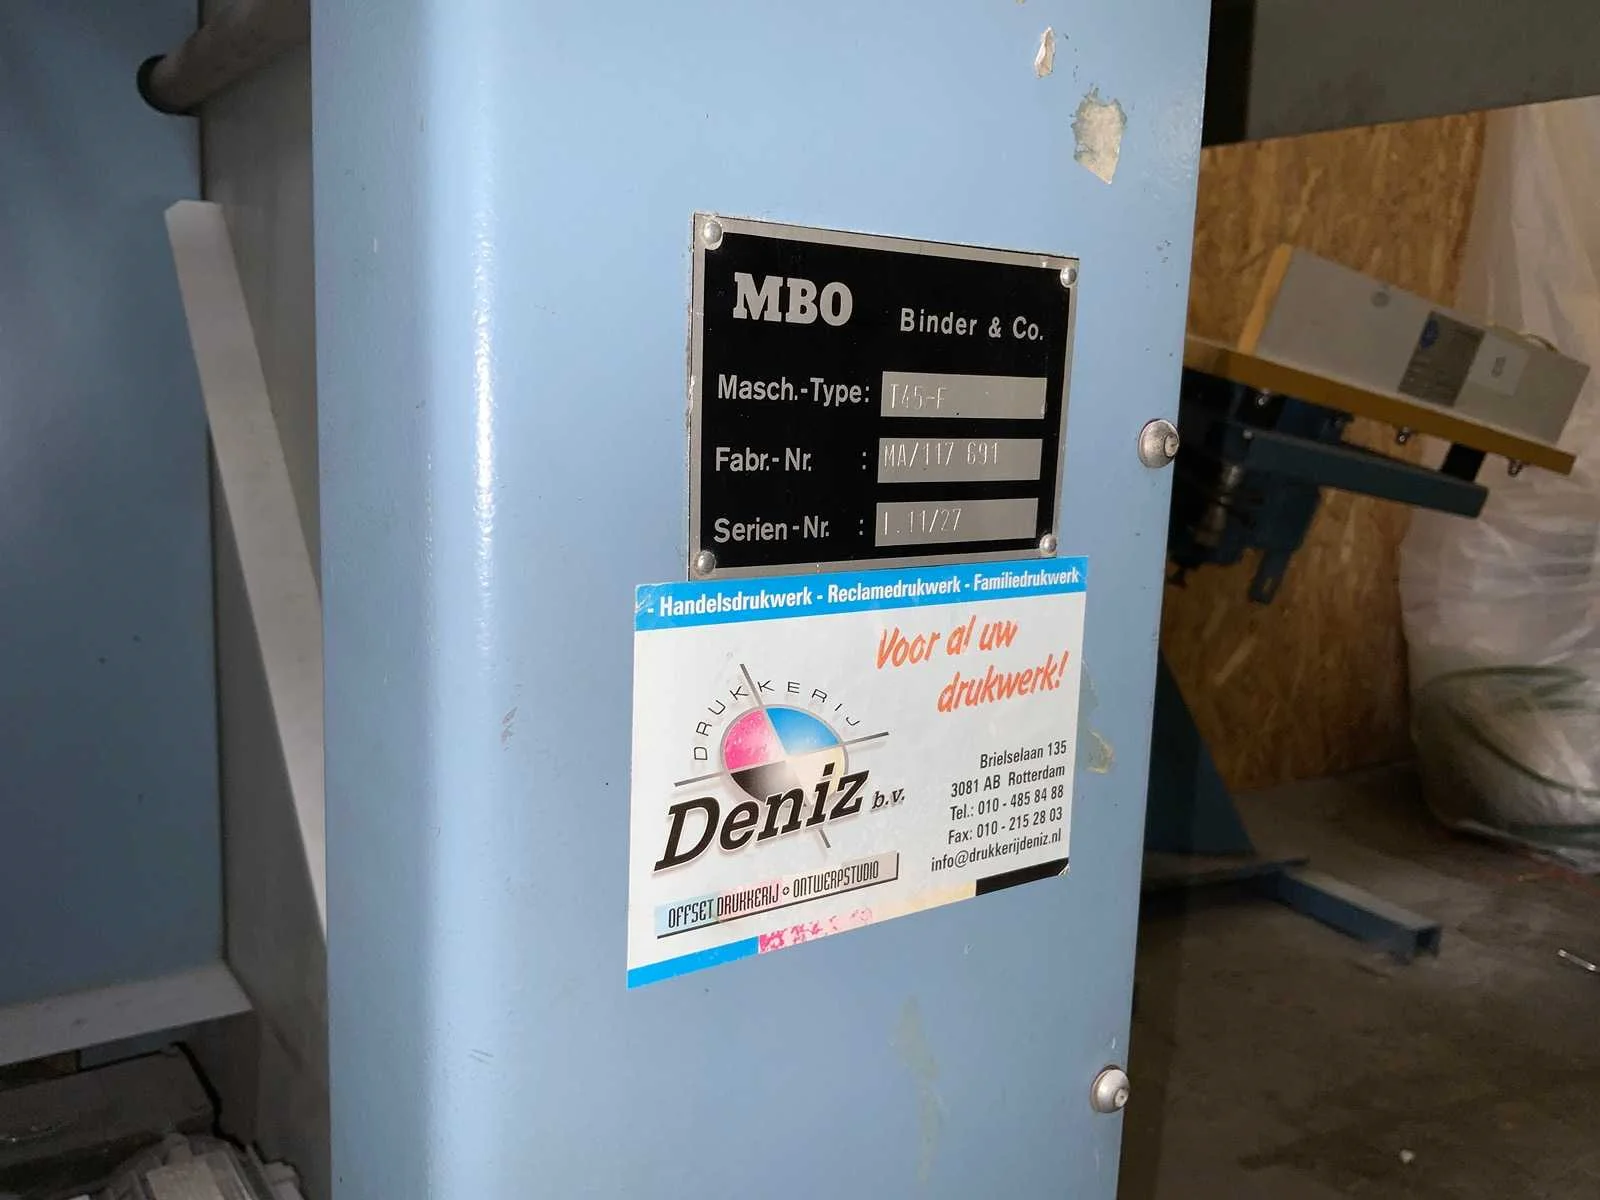 MBO Binder & Co.
Masch.-Type: T45-F
Fabr.-Nr. : MA/117 691
Serien-Nr. : 1.11/27
- Handelsdrukwerk - Reclamedrukwerk - Familiedrukwerk
Voor al uw
drukwerk!
DRUKKERIJ
Deniz b.v.
OFFSET DRUKKERIJ ONTWERPSTUDIO
Brielselaan 135
3081 AB Rotterdam
Tel.: 010 - 485 84 88
Fax: 010 - 215 28 03
info@drukkerijdeniz.nl